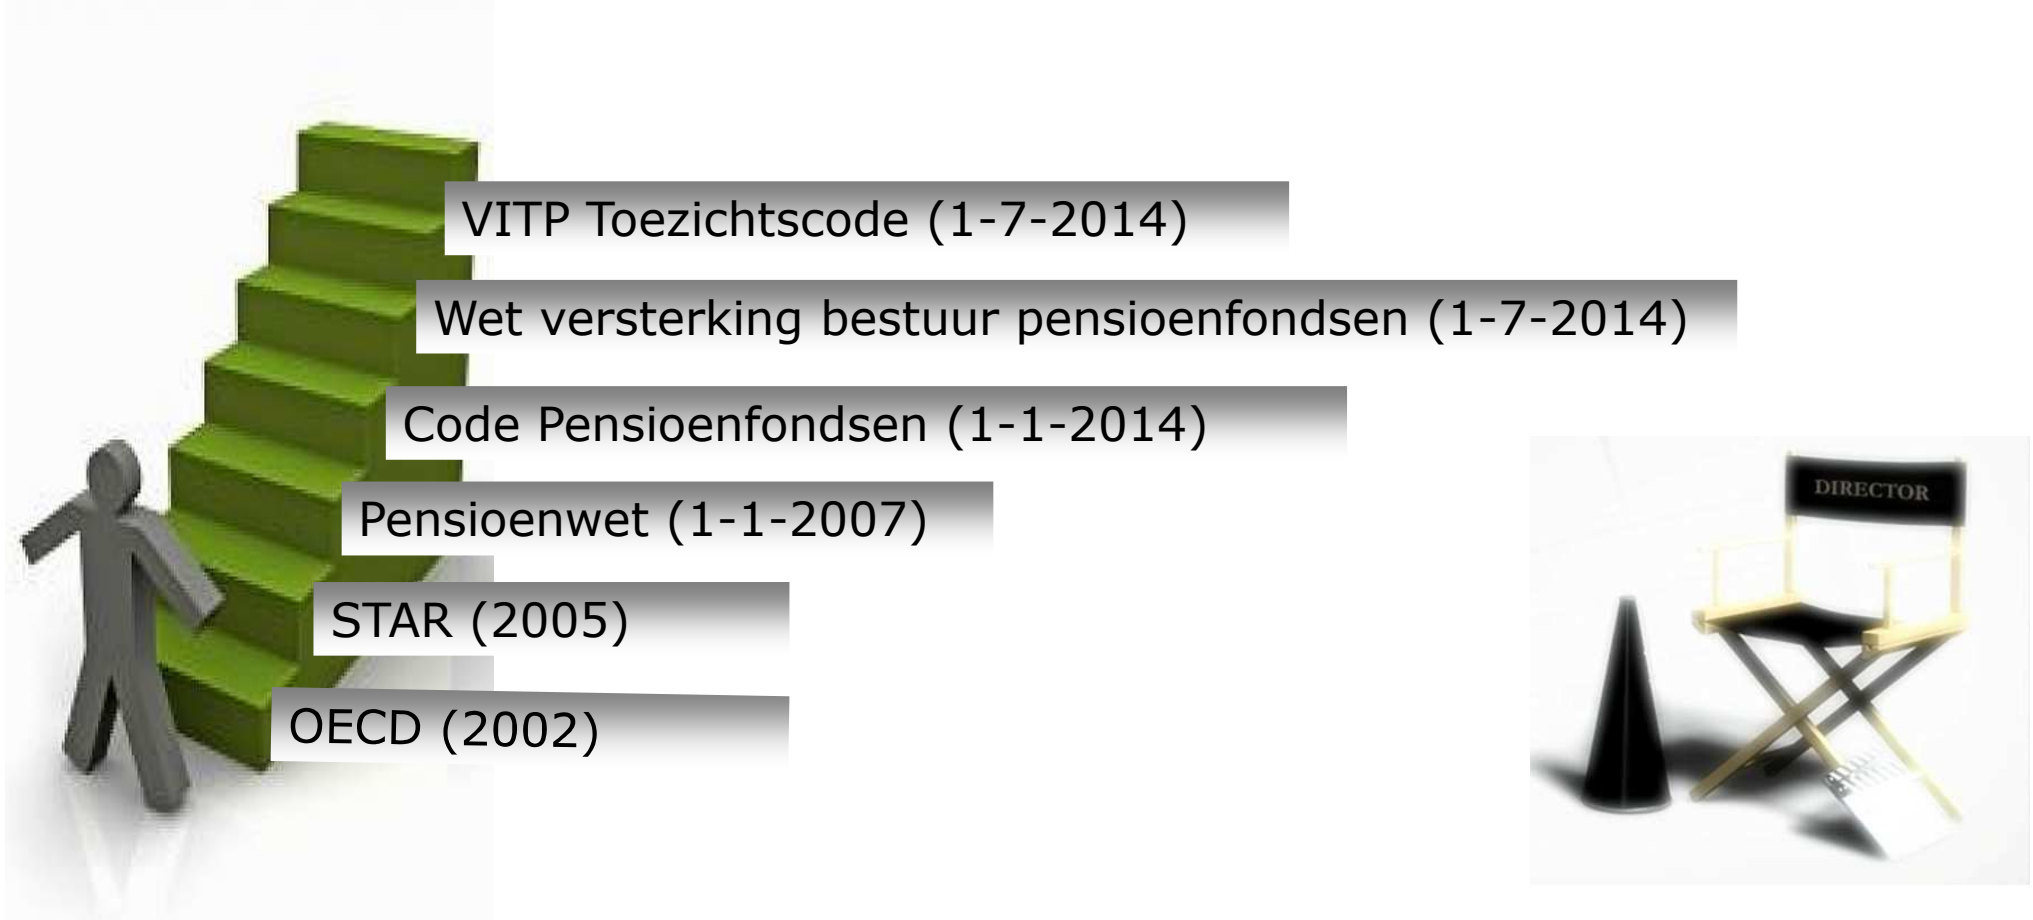 VITP Toezichtscode (1-7-2014)
Wet versterking bestuur pensioenfondsen (1-7-2014)
Code Pensioenfondsen (1-1-2014)
Pensioenwet (1-1-2007)
STAR (2005)
OECD (2002)
DIRECTOR